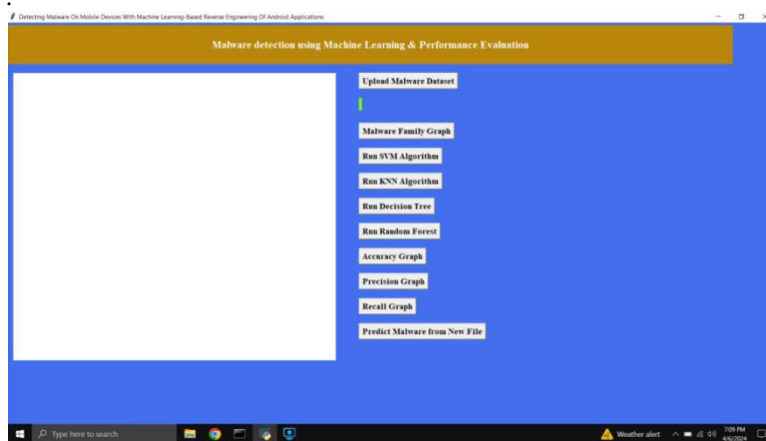 Detecting Malware On Mobile Devices With Machine Learning-Based Reverse Engineering Of Android Applications
Malware detection using Machine Learning & Performance Evaluation
Upload Malware Dataset
Malware Family Graph
Run SVM Algorithm
Run KNN Algorithm
Run Decision Tree
Run Random Forest
Accuracy Graph
Precision Graph
Recall Graph
Predict Malware from New File
Type here to search
Weather alert
7:09 PM
4/6/2024